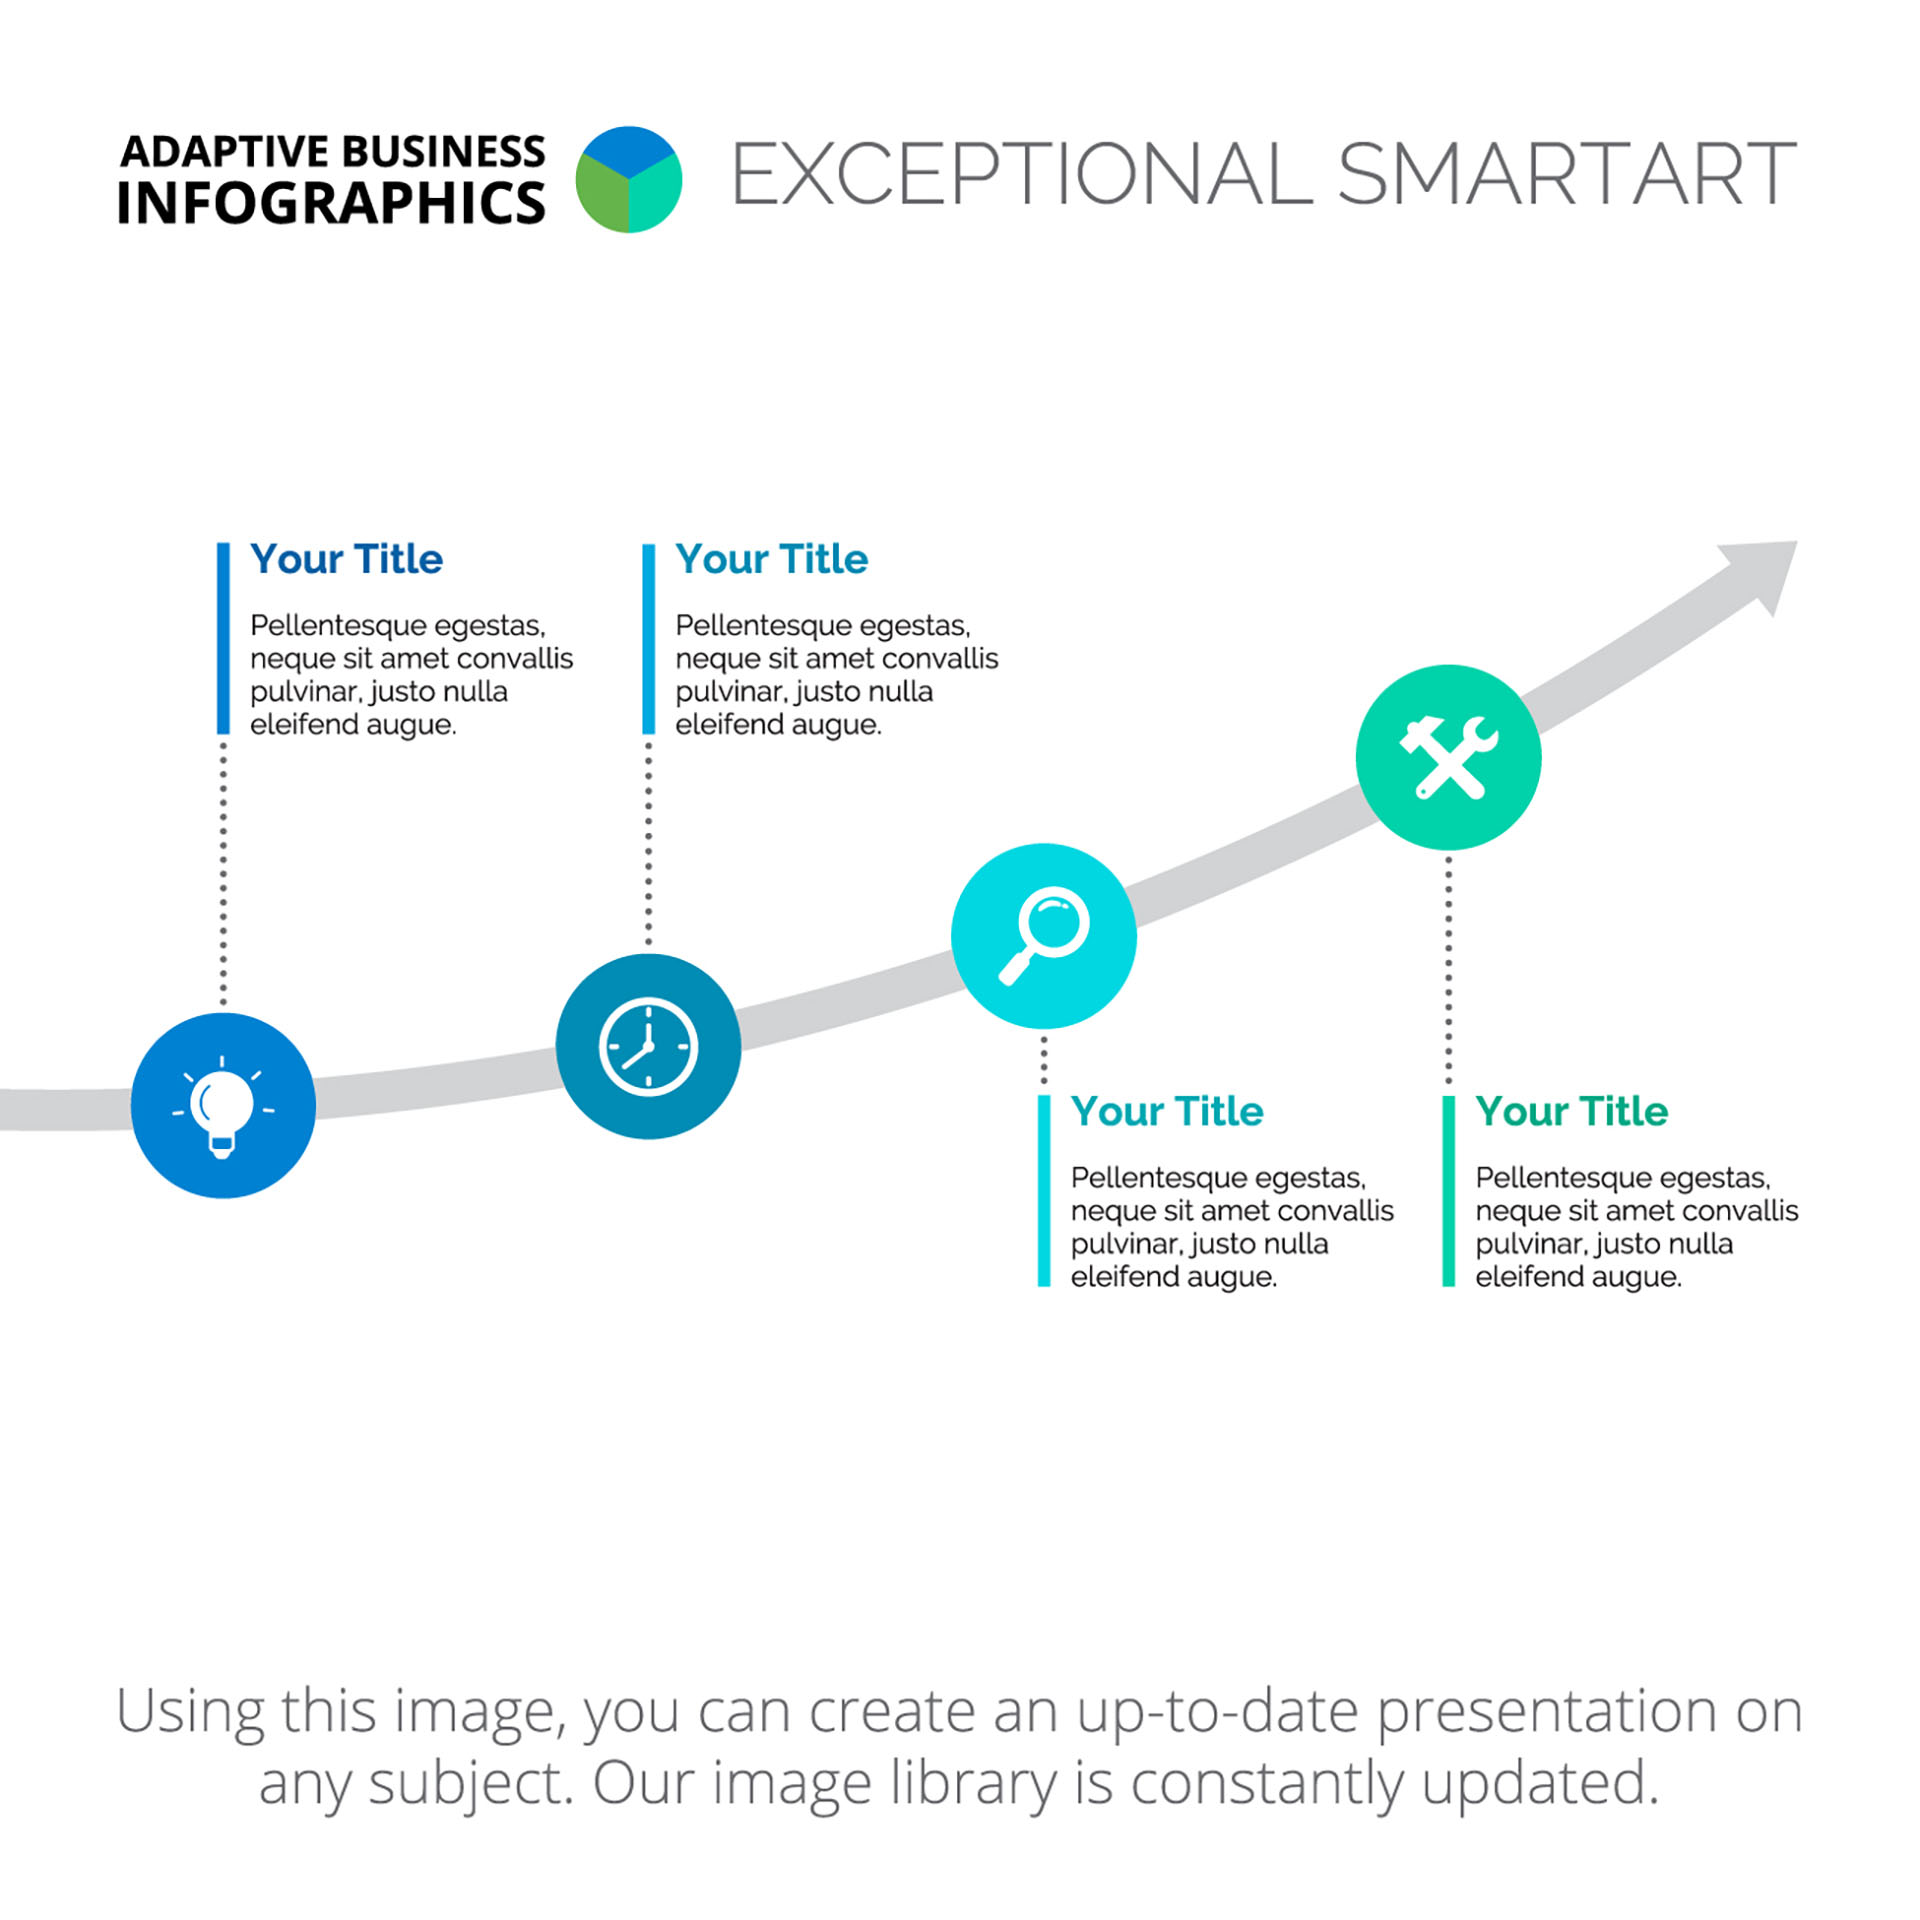 ADAPTIVE BUSINESS
INFOGRAPHICS
EXCEPTIONAL SMARTART
Your Title
Pellentesque egestas,
neque sit amet convallis
pulvinar, justo nulla
eleifend augue.
Your Title
Pellentesque egestas,
neque sit amet convallis
pulvinar, justo nulla
eleifend augue.
Your Title
Pellentesque egestas,
neque sit amet convallis
pulvinar, justo nulla
eleifend augue.
Your Title
Pellentesque egestas,
neque sit amet convallis
pulvinar, justo nulla
eleifend augue.
Using this image, you can create an up-to-date presentation on
any subject. Our image library is constantly updated.